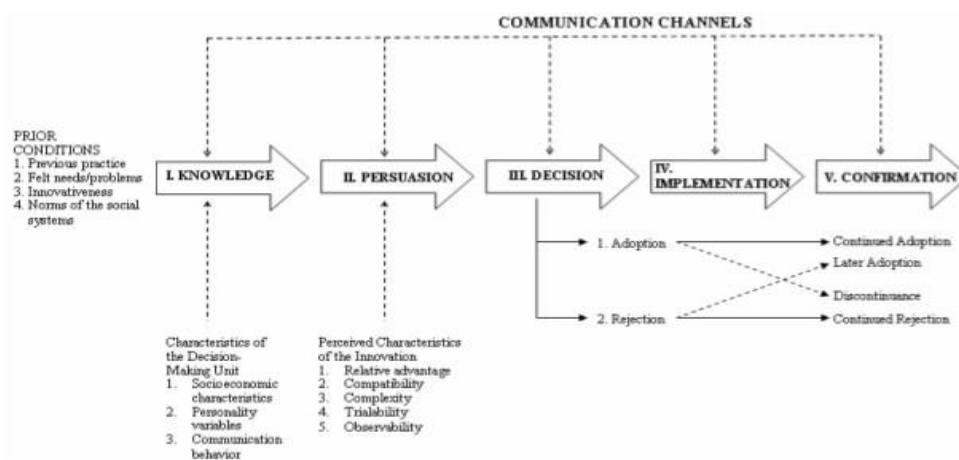 COMMUNICATION CHANNELS
PRIOR
CONDITIONS
1. Previous practice
2. Felt needs/problems
3. Innovativeness
4. Norms of the social
systems
I. KNOWLEDGE
II. PERSUASION
III. DECISION
IV.
IMPLEMENTATION
V. CONFIRMATION
1. Adoption
Continued Adoption
Later Adoption
Discontinuance
2. Rejection
Continued Rejection
Characteristics of
the Decision-
Making Unit
1. Socioeconomic
characteristics
2. Personality
variables
3. Communication
behavior
Perceived Characteristics
of the Innovation
1. Relative advantage
2. Compatibility
3. Complexity
4. Trialability
5. Observability